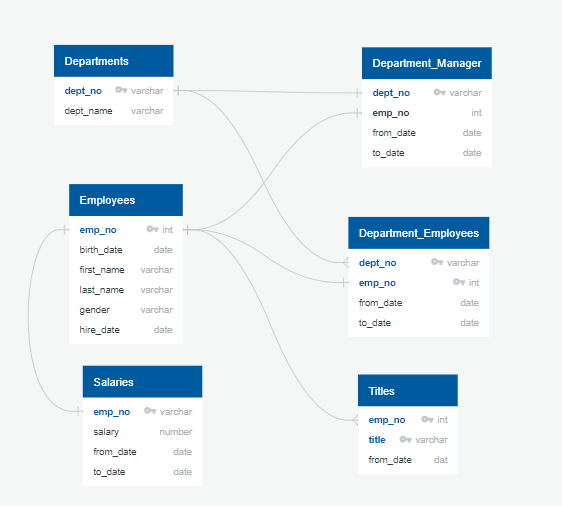 Departments
dept_no varchar
dept_name varchar
Department_Manager
dept_no varchar
emp_no int
from_date date
to_date date
Employees
emp_no int
birth_date date
first_name varchar
last_name varchar
gender varchar
hire_date date
Department_Employees
dept_no varchar
emp_no int
from_date date
to_date date
Salaries
emp_no varchar
salary number
from_date date
to_date date
Titles
emp_no int
title varchar
from_date dat